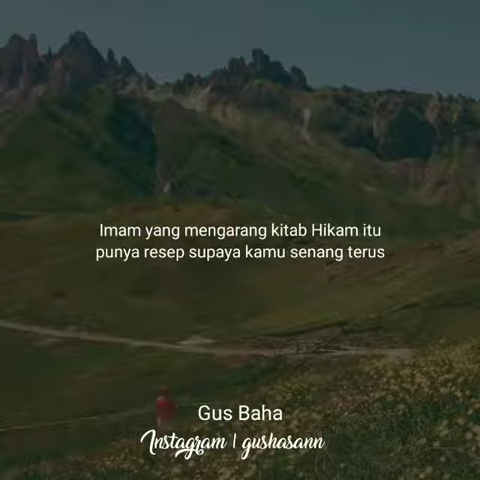 Imam yang mengarang kitab Hikam itu
punya resep supaya kamu senang terus
Gus Baha
Instagram | gushasann